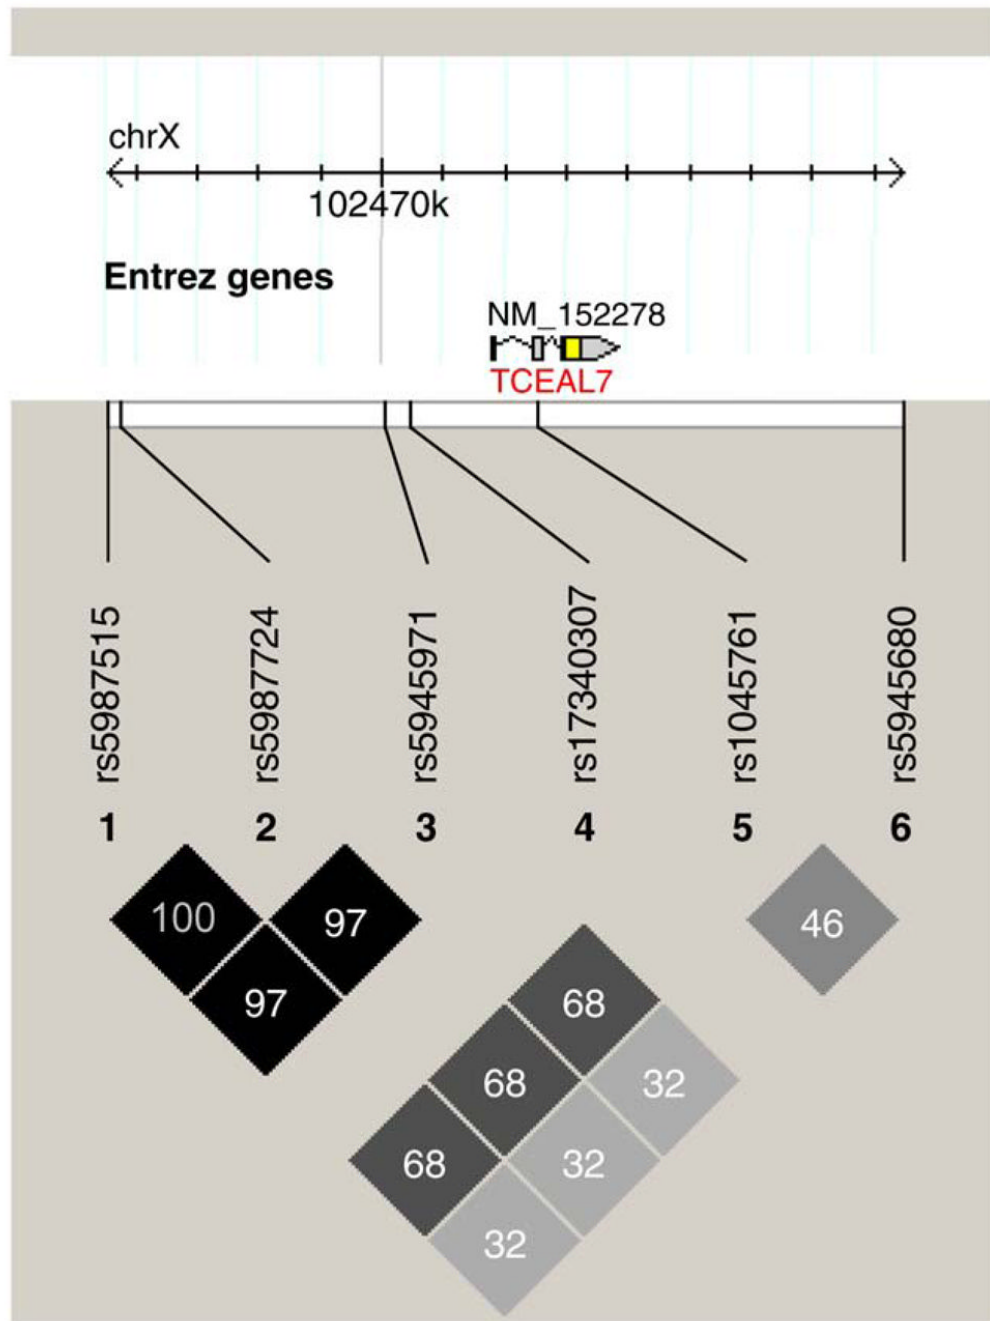 chrX
102470k
Entrez genes
NM_152278
TCEAL7
rs5987515
rs5987724
rs5945971
rs17340307
rs1045761
rs5945680
1 2 3 4 5 6
100 97 46
97
68
68 32
68 32
32